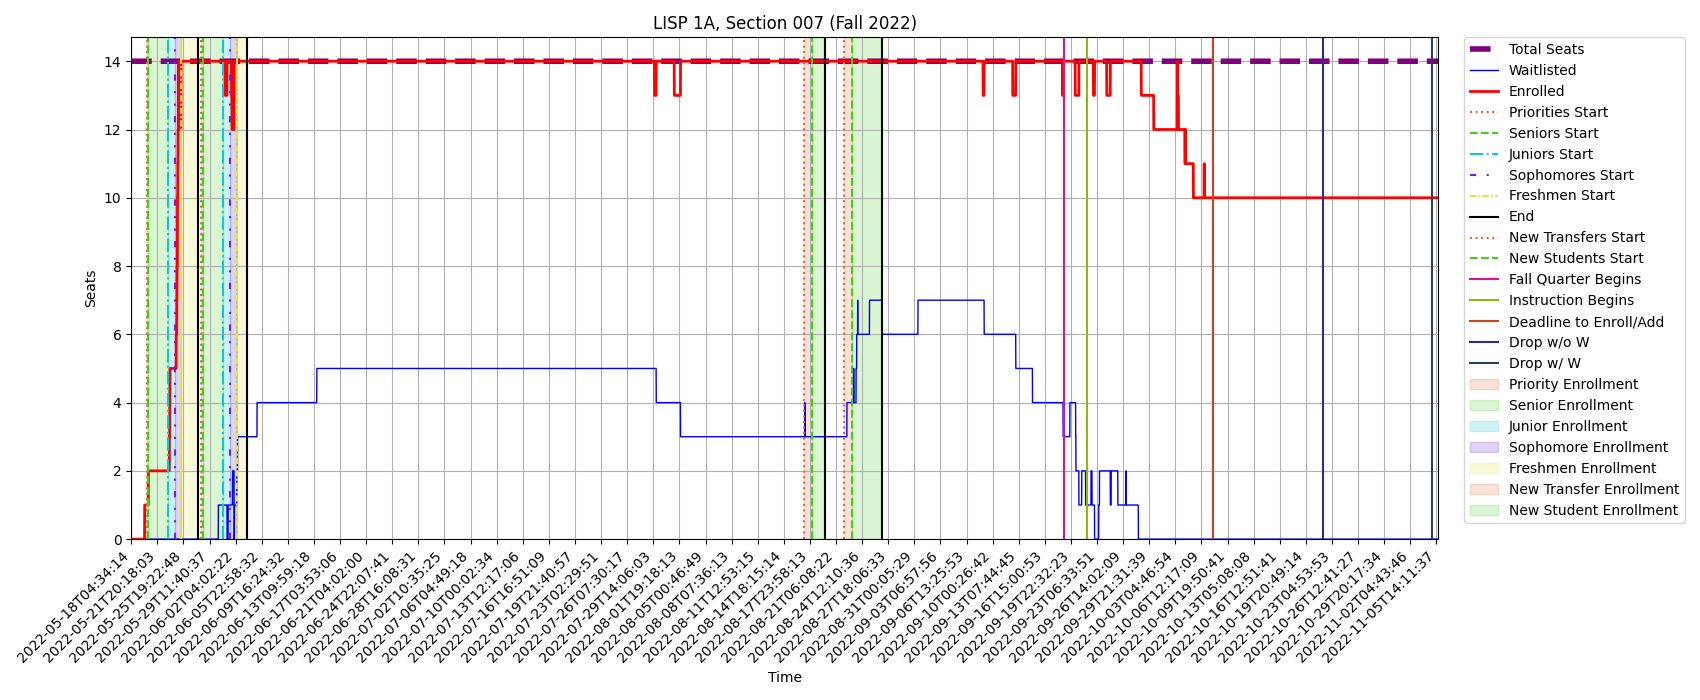 LISP 1A, Section 007 (Fall 2022)
Seats
14
12
10
8
6
4
2
0
2022-05-18T04:34:14
2022-05-21T20:18:03
2022-05-25T19:22:48
2022-05-29T11:40:37
2022-06-02T04:02:22
2022-06-05T22:58:32
2022-06-09T16:24:32
2022-06-13T09:59:18
2022-06-17T03:53:06
2022-06-21T04:02:00
2022-06-24T22:07:41
2022-06-28T16:08:31
2022-07-02T10:35:25
2022-07-06T04:49:18
2022-07-10T00:02:34
2022-07-13T12:17:06
2022-07-16T16:51:09
2022-07-19T21:40:57
2022-07-23T02:29:51
2022-07-26T07:30:17
2022-07-29T14:06:03
2022-08-01T19:18:13
2022-08-05T00:46:49
2022-08-08T07:36:13
2022-08-11T12:53:15
2022-08-14T18:15:14
2022-08-17T23:58:13
2022-08-21T06:08:22
2022-08-24T12:10:36
2022-08-27T18:06:33
2022-08-31T00:05:29
2022-09-03T06:57:56
2022-09-06T13:25:53
2022-09-10T00:26:42
2022-09-13T07:44:45
2022-09-16T15:00:53
2022-09-19T22:32:23
2022-09-23T06:33:51
2022-09-26T14:02:09
2022-09-29T21:31:39
2022-10-03T04:46:54
2022-10-06T12:17:09
2022-10-09T19:50:41
2022-10-13T05:08:08
2022-10-16T12:51:41
2022-10-19T20:49:14
2022-10-23T04:53:53
2022-10-26T12:41:27
2022-10-29T20:17:34
2022-11-02T04:43:46
2022-11-05T14:11:37
Time
Total Seats
Waitlisted
Enrolled
Priorities Start
Seniors Start
Juniors Start
Sophomores Start
Freshmen Start
End
New Transfers Start
New Students Start
Fall Quarter Begins
Instruction Begins
Deadline to Enroll/Add
Drop w/o W
Drop w/ W
Priority Enrollment
Senior Enrollment
Junior Enrollment
Sophomore Enrollment
Freshmen Enrollment
New Transfer Enrollment
New Student Enrollment